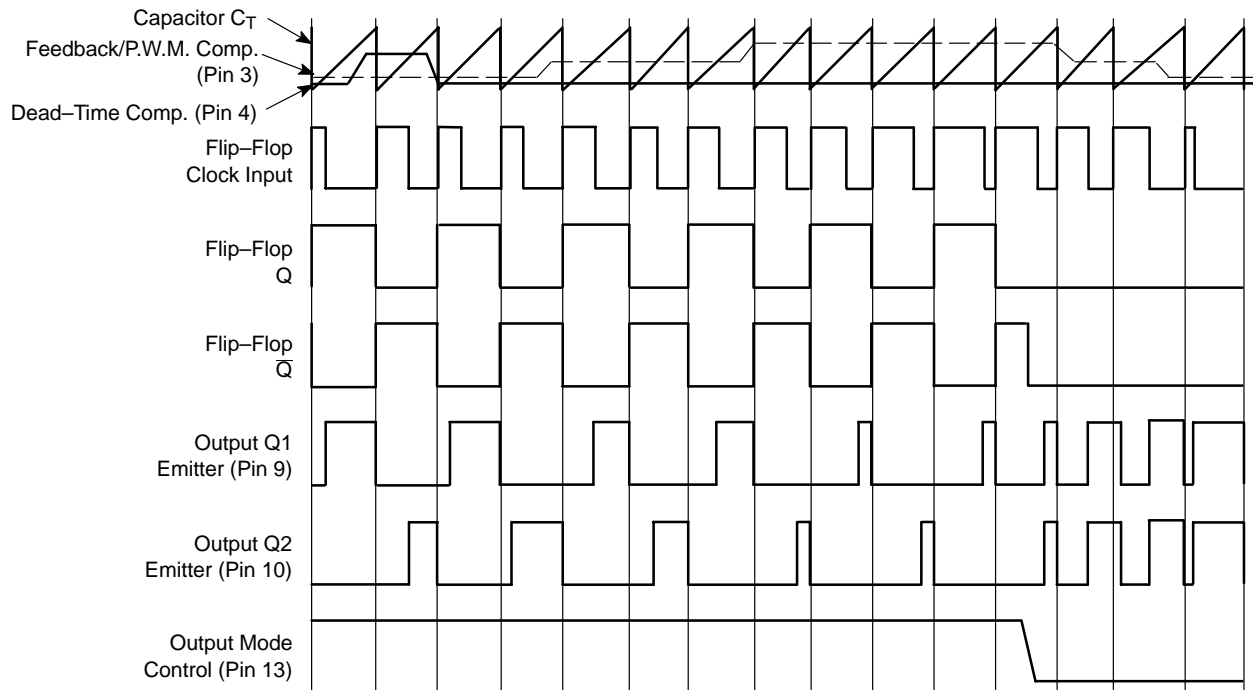 Capacitor CT
Feedback/P.W.M. Comp.
(Pin 3)
Dead–Time Comp. (Pin 4)
Flip–Flop
Clock Input
Flip–Flop
Q
Flip–Flop
Q̅
Output Q1
Emitter (Pin 9)
Output Q2
Emitter (Pin 10)
Output Mode
Control (Pin 13)